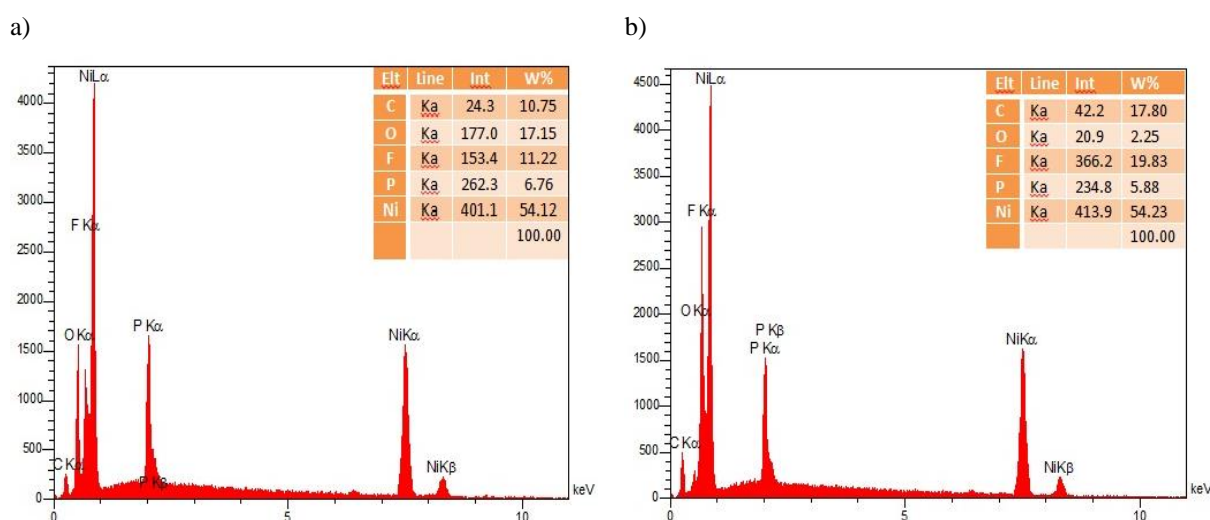 a)
b)
NiLα
4000
3500
3000
2500
2000
1500
1000
500
0
F Kα
O Kα
C Kα
P Kα
P Kβ
NiKα
NiKβ
keV
0 5 10
Elt Line Int W%
C Ka 24.3 10.75
O Ka 177.0 17.15
F Ka 153.4 11.22
P Ka 262.3 6.76
Ni Ka 401.1 54.12
100.00
NiLα
4500
4000
3500
3000
2500
2000
1500
1000
500
0
F Kα
O Kα
C Kα
P Kβ
P Kα
NiKα
NiKβ
keV
0 5 10
Elt Line Int W%
C Ka 42.2 17.80
O Ka 20.9 2.25
F Ka 366.2 19.83
P Ka 234.8 5.88
Ni Ka 413.9 54.23
100.00